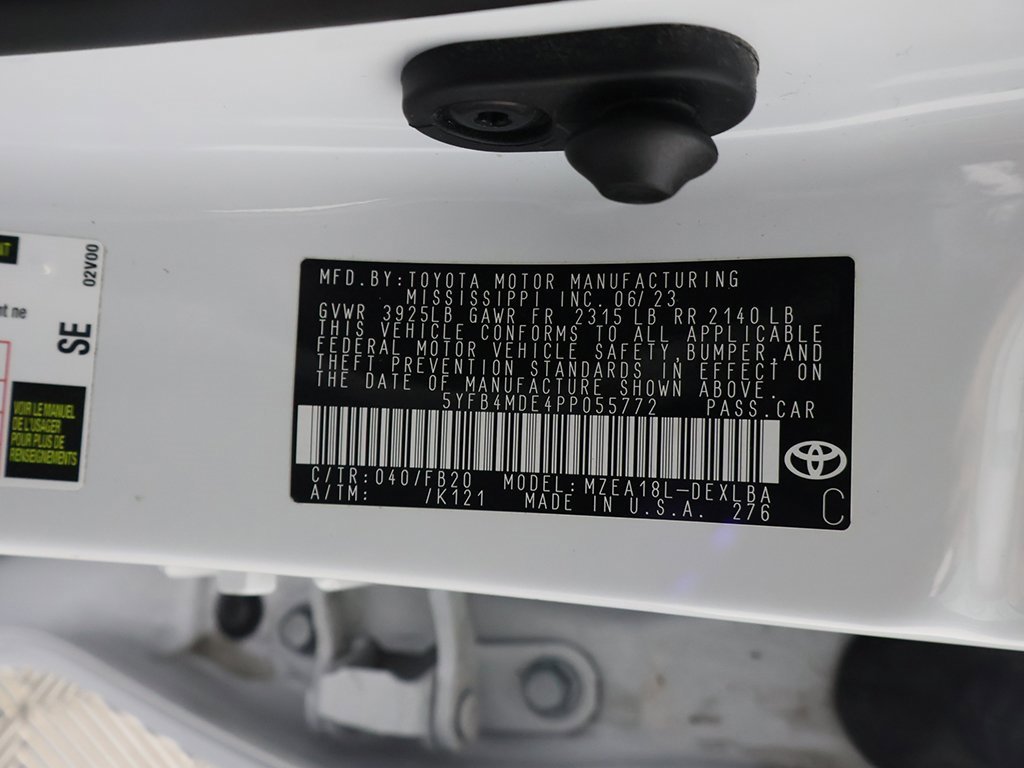 NT
02V00
nt ne
SE
VOIR LE MANUEL
DE L'USAGER
POUR PLUS DE
RENSEIGNEMENTS
MFD.BY:TOYOTA MOTOR MANUFACTURING
MISSISSIPPI INC. 06/23
GVWR 3925LB GAWR FR 2315 LB RR 2140 LB
THIS VEHICLE CONFORMS TO ALL APPLICABLE
FEDERAL MOTOR VEHICLE SAFETY,BUMPER,AND
THEFT PREVENTION STANDARDS IN EFFECT ON
THE DATE OF MANUFACTURE SHOWN ABOVE.
5YFB4MDE4PP055772 PASS.CAR
C/TR:040/FB20 MODEL:MZEA18L-DEXLBA
A/TM: /K121 MADE IN U.S.A. 276
C